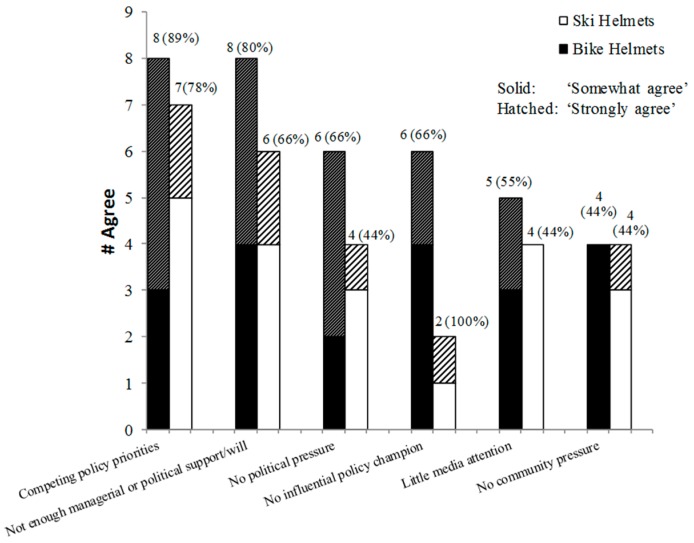 Ski Helmets
Bike Helmets
Solid: ‘Somewhat agree’
Hatched: ‘Strongly agree’
# Agree
9
8
7
6
5
4
3
2
1
0
8 (89%)
7(78%)
8 (80%)
6 (66%)
6 (66%)
4 (44%)
6 (66%)
2 (100%)
5 (55%)
4 (44%)
4
(44%)
4
(44%)
Competing policy priorities
Not enough managerial or political support/will
No political pressure
No influential policy champion
Little media attention
No community pressure